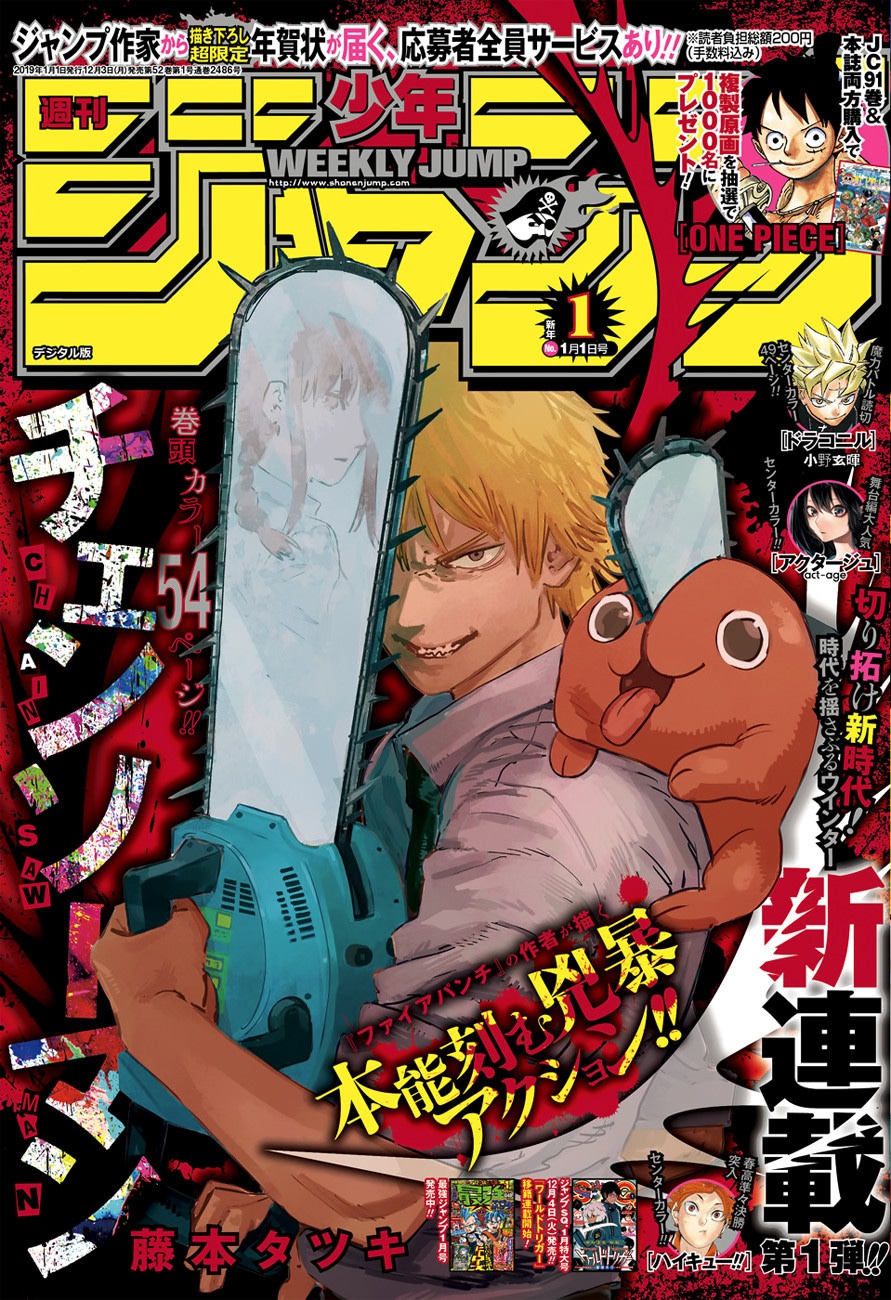 ジャンプ作家から描き下ろし超限定年賀状が届く、応募者全員サービスあり!!
※読者負担総額200円
(手数料込み)
2019年1月1日発行12月3日(月)発売第52巻第1号通巻2486号
週刊
少年
ジャンプ
WEEKLY JUMP
http://www.shonenjump.com
デジタル版
JC91巻&
本誌両方購入で
複製原画を抽選で
1000名に
プレゼント!
[ONE PIECE]
新年
1
No.
1月1日号
魔力バトル読切
センターカラー
49ページ!!
[ドラコニル]
小野玄暉
舞台編大人気
センターカラー!!
[アクタージュ]
act-age
巻頭カラー54ページ!!
チェンソーマン
CHAINSAW MAN
切り拓け新時代!!
時代を揺さぶるウインター
新連載
第1弾!!
『ファイアパンチ』の作者が描く
本能刻む兇暴
アクション!!
藤本タツキ
最強ジャンプ1月号
発売中!!
ジャンプSQ.1月特大号
12月4日(火)発売!!
「ワールドトリガー」
移籍連載開始!
春高準々決勝
突入
センターカラー!!
[ハイキュー!!]